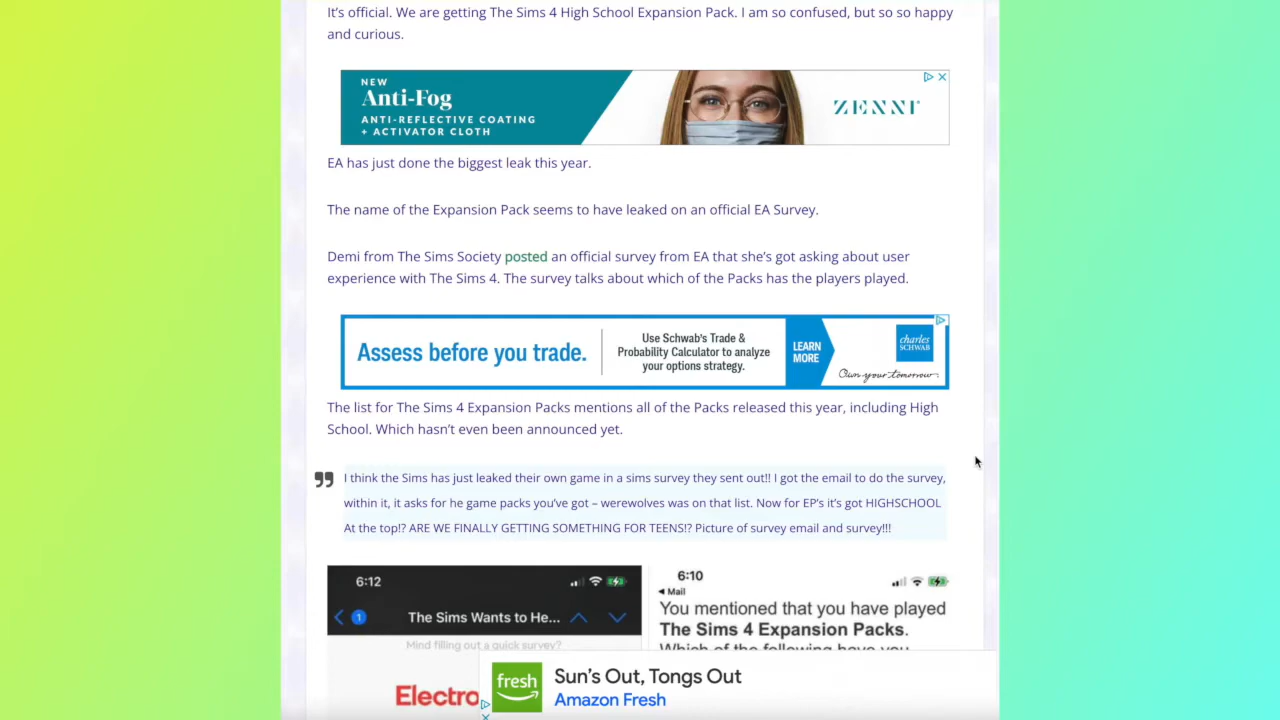 It's official. We are getting The Sims 4 High School Expansion Pack. I am so confused, but so so happy
and curious.
NEW
Anti-Fog
ANTI-REFLECTIVE COATING
+ ACTIVATOR CLOTH
ZENNI
EA has just done the biggest leak this year.
The name of the Expansion Pack seems to have leaked on an official EA Survey.
Demi from The Sims Society posted an official survey from EA that she's got asking about user
experience with The Sims 4. The survey talks about which of the Packs has the players played.
Assess before you trade.
Use Schwab's Trade &
Probability Calculator to analyze
your options strategy.
LEARN
MORE
charles
SCHWAB
Own your tomorrow.
The list for The Sims 4 Expansion Packs mentions all of the Packs released this year, including High
School. Which hasn't even been announced yet.
I think the Sims has just leaked their own game in a sims survey they sent out!! I got the email to do the survey,
within it, it asks for he game packs you've got – werewolves was on that list. Now for EP's it's got HIGHSCHOOL
At the top!? ARE WE FINALLY GETTING SOMETHING FOR TEENS!? Picture of survey email and survey!!!
6:12
1
The Sims Wants to He...
Mind filling out a quick survey?
Electro
6:10
Mail
You mentioned that you have played
The Sims 4 Expansion Packs.
Which of the following have you
fresh
Sun's Out, Tongs Out
Amazon Fresh